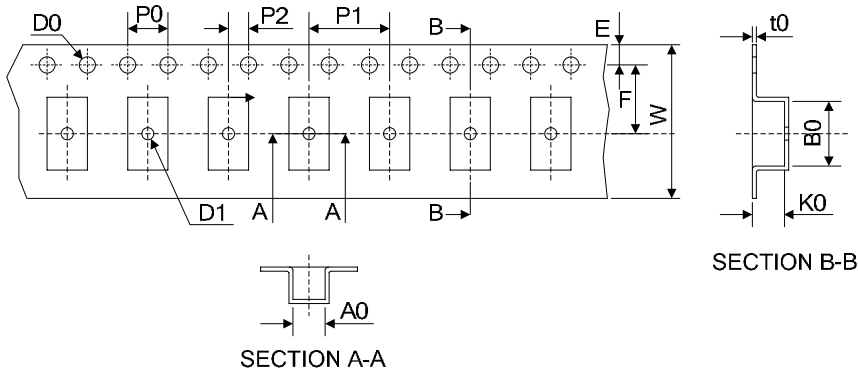 D0
P0
P2
P1
B
E
t0
F
W
B0
D1
A
A
B
K0
SECTION B-B
A0
SECTION A-A